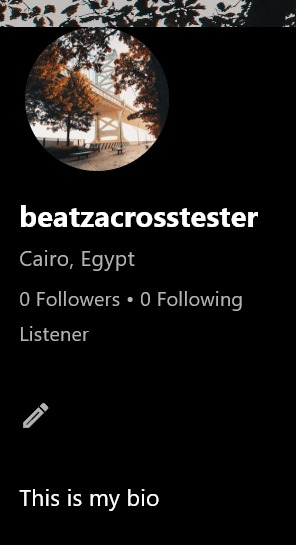 beatzacrosstester
Cairo, Egypt
0 Followers • 0 Following
Listener
This is my bio